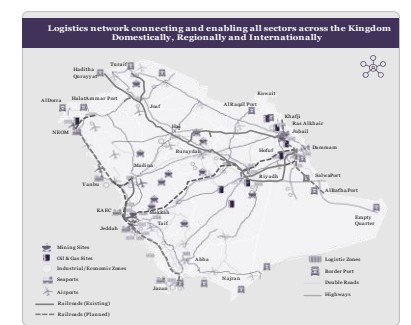 Logistics network connecting and enabling all sectors across the Kingdom
Domestically, Regionally and Internationally
Turaif
Haditha
Qurayyat
AlDorra
HalatAmmar Port
Jouf
NEOM
Kuwait
AlRaqii Port
Khafji
Ras Alkhair
Jubail
Hail
Buraydah
Hofuf
Dammam
Madina
Riyadh
SalwaPort
AlBathaPort
Yanbu
KAEC
Makkah
Taif
Jeddah
Empty
Quarter
Abha
Najran
Jazan
Mining Sites
Oil & Gas Sites
Industrial/Economic Zones
Seaports
Airports
Railroads (Existing)
Railroads (Planned)
Logistic Zones
Border Port
Double Roads
Highways